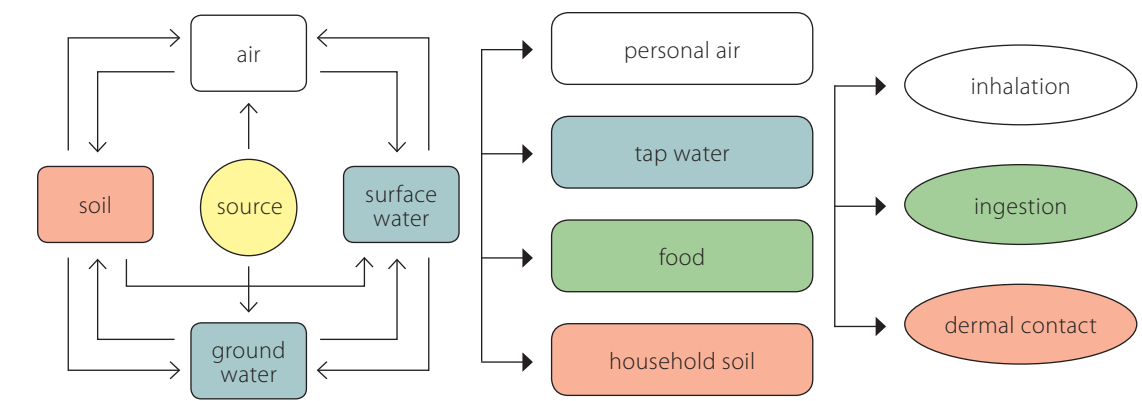 air
soil
source
surface
water
ground
water
personal air
tap water
food
household soil
inhalation
ingestion
dermal contact